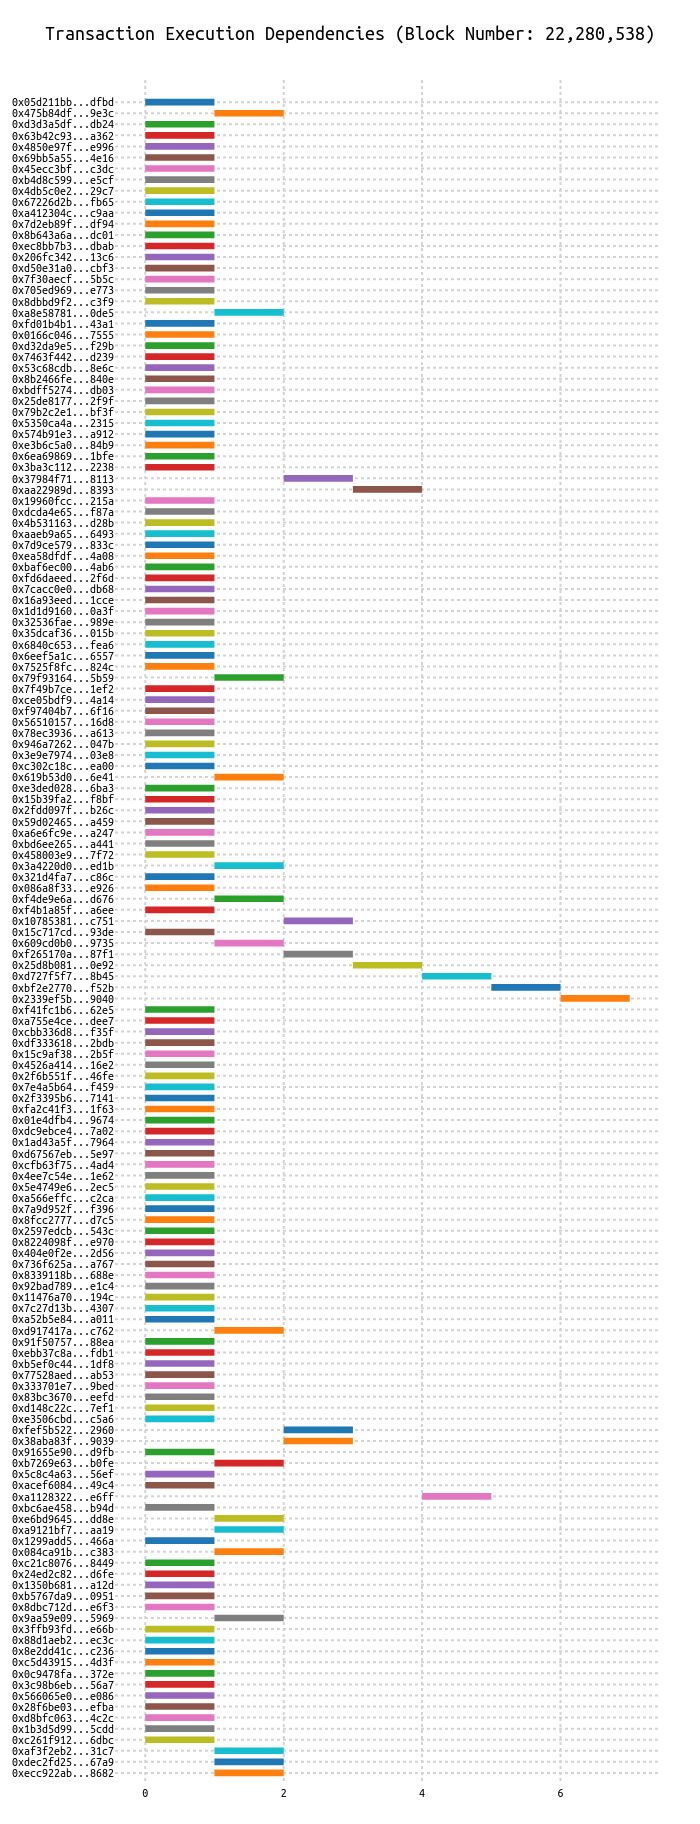 Transaction Execution Dependencies (Block Number: 22,280,538)
0x05d211bb...dfbd
0x475b84df...9e3c
0xd3d3a5df...db24
0x63b42c93...a362
0x4850e97f...e996
0x69bb5a55...4e16
0x45ecc3bf...c3dc
0xb4d8c599...e5cf
0x4db5c0e2...29c7
0x67226d2b...fb65
0xa412304c...c9aa
0x7d2eb89f...df94
0x8b643a6a...dc01
0xec8bb7b3...dbab
0x206fc342...13c6
0xd50e31a0...cbf3
0x7f30aecf...5b5c
0x705ed969...e773
0x8dbbd9f2...c3f9
0xa8e58781...0de5
0xfd01b4b1...43a1
0x0166c046...7555
0xd32da9e5...f29b
0x7463f442...d239
0x53c68cdb...8e6c
0x8b2466fe...840e
0xbdff5274...db03
0x25de8177...2f9f
0x79b2c2e1...bf3f
0x5350ca4a...2315
0x574b91e3...a912
0xe3b6c5a0...84b9
0x6ea69869...1bfe
0x3ba3c112...2238
0x37984f71...8113
0xaa22989d...8393
0x19960fcc...215a
0xdcda4e65...f87a
0x4b531163...d28b
0xaaeb9a65...6493
0x7d9ce579...833c
0xea58dfdf...4a08
0xbaf6ec00...4ab6
0xfd6daeed...2f6d
0x7cacc0e0...db68
0x16a93eed...1cce
0x1d1d9160...0a3f
0x32536fae...989e
0x35dcaf36...015b
0x6840c653...fea6
0x6eef5a1c...6557
0x7525f8fc...824c
0x79f93164...5b59
0x7f49b7ce...1ef2
0xce05bdf9...4a14
0xf97404b7...6f16
0x56510157...16d8
0x78ec3936...a613
0x946a7262...047b
0x3e9e7974...03e8
0xc302c18c...ea00
0x619b53d0...6e41
0xe3ded028...6ba3
0x15b39fa2...f8bf
0x2fdd097f...b26c
0x59d02465...a459
0xa6e6fc9e...a247
0xbd6ee265...a441
0x458003e9...7f72
0x3a4220d0...ed1b
0x321d4fa7...c86c
0x086a8f33...e926
0xf4de9e6a...d676
0xf4b1a85f...a6ee
0x10785381...c751
0x15c717cd...93de
0x609cd0b0...9735
0xf265170a...87f1
0x25d8b081...0e92
0xd727f5f7...8b45
0xbf2e2770...f52b
0x2339ef5b...9040
0xf41fc1b6...62e5
0xa755e4ce...dee7
0xcbb336d8...f35f
0xdf333618...2bdb
0x15c9af38...2b5f
0x4526a414...16e2
0x2f6b551f...46fe
0x7e4a5b64...f459
0x2f3395b6...7141
0xfa2c41f3...1f63
0x01e4dfb4...9674
0xdc9ebce4...7a02
0x1ad43a5f...7964
0xd67567eb...5e97
0xcfb63f75...4ad4
0x4ee7c54e...1e62
0x5e4749e6...2ec5
0xa566effc...c2ca
0x7a9d952f...f396
0x8fcc2777...d7c5
0x2597edcb...543c
0x8224098f...e970
0x404e0f2e...2d56
0x736f625a...a767
0x8339118b...688e
0x92bad789...e1c4
0x11476a70...194c
0x7c27d13b...4307
0xa52b5e84...a011
0xd917417a...c762
0x91f50757...88ea
0xebb37c8a...fdb1
0xb5ef0c44...1df8
0x77528aed...ab53
0x333701e7...9bed
0x83bc3670...eefd
0xd148c22c...7ef1
0xe3506cbd...c5a6
0xfef5b522...2960
0x38aba83f...9039
0x91655e90...d9fb
0xb7269e63...b0fe
0x5c8c4a63...56ef
0xacef6084...49c4
0xa1128322...e6ff
0xbc6ae458...b94d
0xe6bd9645...dd8e
0xa9121bf7...aa19
0x1299add5...466a
0x084ca91b...c383
0xc21c8076...8449
0x24ed2c82...d6fe
0x1350b681...a12d
0xb5767da9...0951
0x8dbc712d...e6f3
0x9aa59e09...5969
0x3ffb93fd...e66b
0x88d1aeb2...ec3c
0x8e2dd41c...c236
0xc5d43915...4d3f
0x0c9478fa...372e
0x3c98b6eb...56a7
0x566065e0...e086
0x28f6be03...efba
0xd8bfc063...4c2c
0x1b3d5d99...5cdd
0xc261f912...6dbc
0xaf3f2eb2...31c7
0xdec2fd25...67a9
0xecc922ab...8682
0 2 4 6